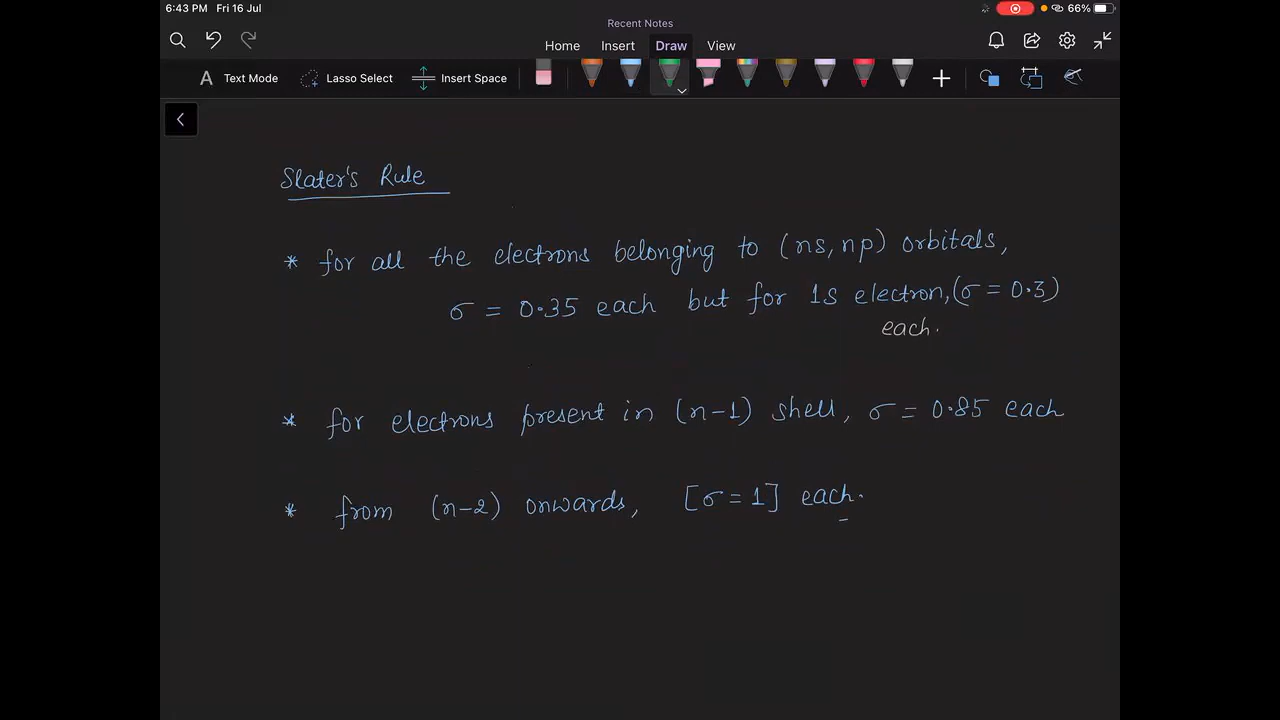 6:43 PM Fri 16 Jul
66%
Recent Notes
Home Insert Draw View
Text Mode Lasso Select Insert Space
Slater's Rule
* for all the electrons belonging to (ns, np) orbitals,
σ = 0.35 each but for 1s electron, (σ = 0.3)
each.
* for electrons present in (n-1) shell, σ = 0.85 each
* from (n-2) onwards, [σ = 1] each.